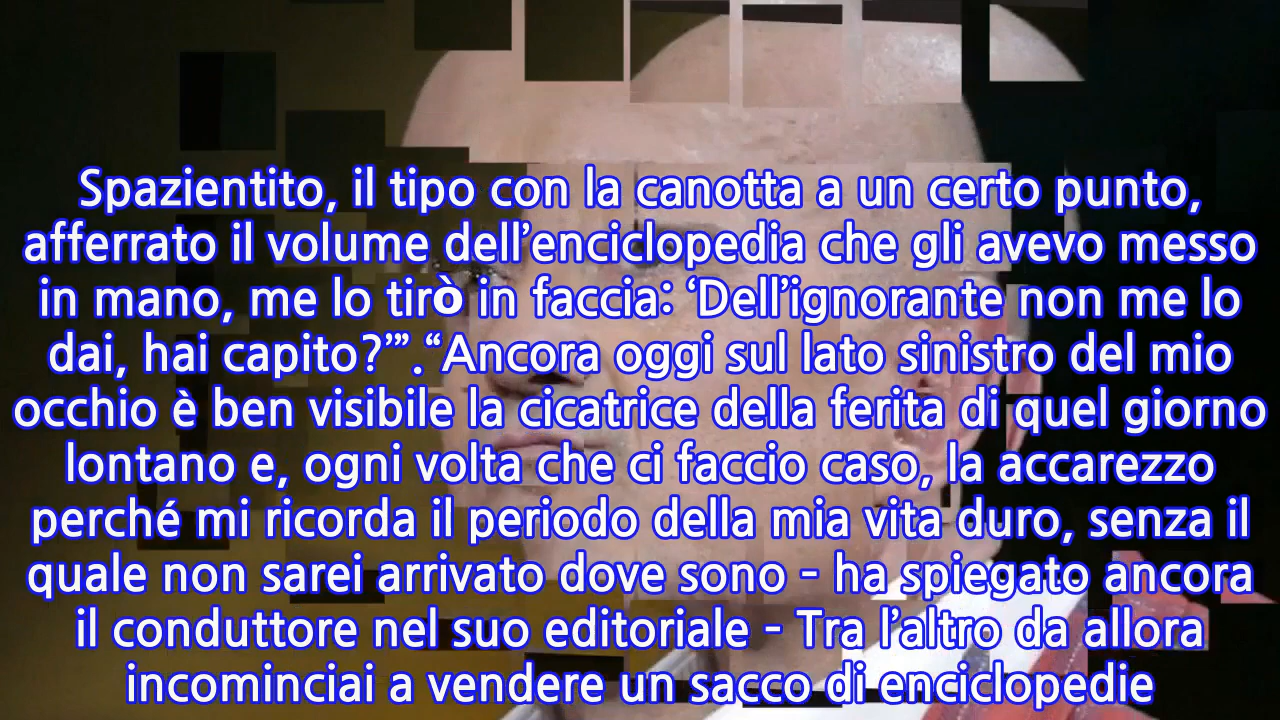 Spazientito, il tipo con la canotta a un certo punto,
afferrato il volume dell’enciclopedia che gli avevo messo
in mano, me lo tirò in faccia: ‘Dell’ignorante non me lo
dai, hai capito?’” . “Ancora oggi sul lato sinistro del mio
occhio è ben visibile la cicatrice della ferita di quel giorno
lontano e, ogni volta che ci faccio caso, la accarezzo
perché mi ricorda il periodo della mia vita duro, senza il
quale non sarei arrivato dove sono - ha spiegato ancora
il conduttore nel suo editoriale - Tra l’altro da allora
incominciai a vendere un sacco di enciclopedie